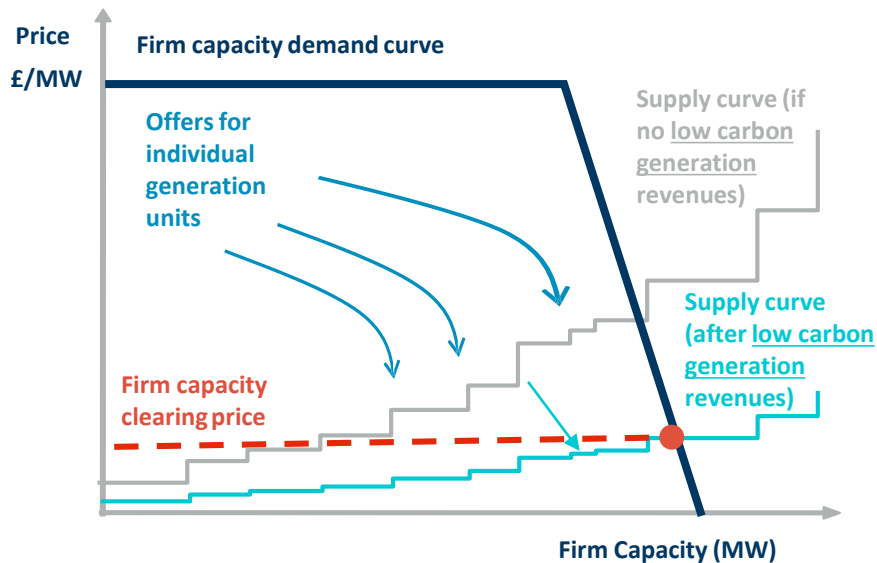 Price
£/MW
Firm capacity demand curve
Offers for
individual
generation
units
Supply curve (if
no low carbon
generation
revenues)
Supply curve
(after low carbon
generation
revenues)
Firm capacity
clearing price
Firm Capacity (MW)